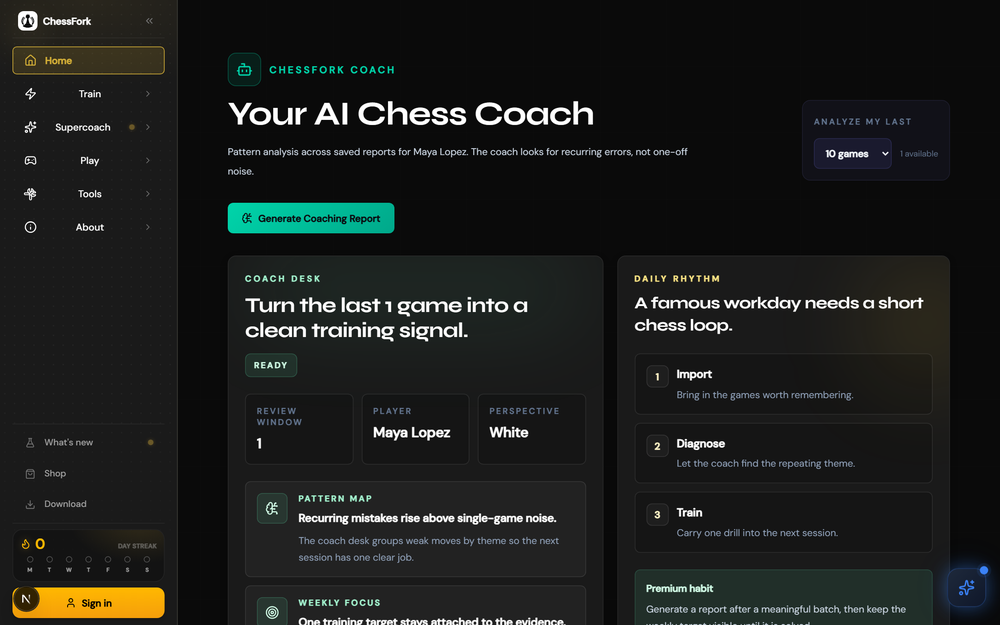 ChessFork
Home
Train
Supercoach
Play
Tools
About
What's new
Shop
Download
0
DAY STREAK
M T W T F S S
N
Sign in
CHESSFORK COACH
Your AI Chess Coach
Pattern analysis across saved reports for Maya Lopez. The coach looks for recurring errors, not one-off
noise.
ANALYZE MY LAST
10 games
1 available
Generate Coaching Report
COACH DESK
Turn the last 1 game into a
clean training signal.
READY
REVIEW
WINDOW
1
PLAYER
Maya Lopez
PERSPECTIVE
White
PATTERN MAP
Recurring mistakes rise above single-game noise.
The coach desk groups weak moves by theme so the next
session has one clear job.
WEEKLY FOCUS
One training target stays attached to the evidence.
DAILY RHYTHM
A famous workday needs a short
chess loop.
1
Import
Bring in the games worth remembering.
2
Diagnose
Let the coach find the repeating theme.
3
Train
Carry one drill into the next session.
Premium habit
Generate a report after a meaningful batch, then keep the
weekly target visible until it is solved.